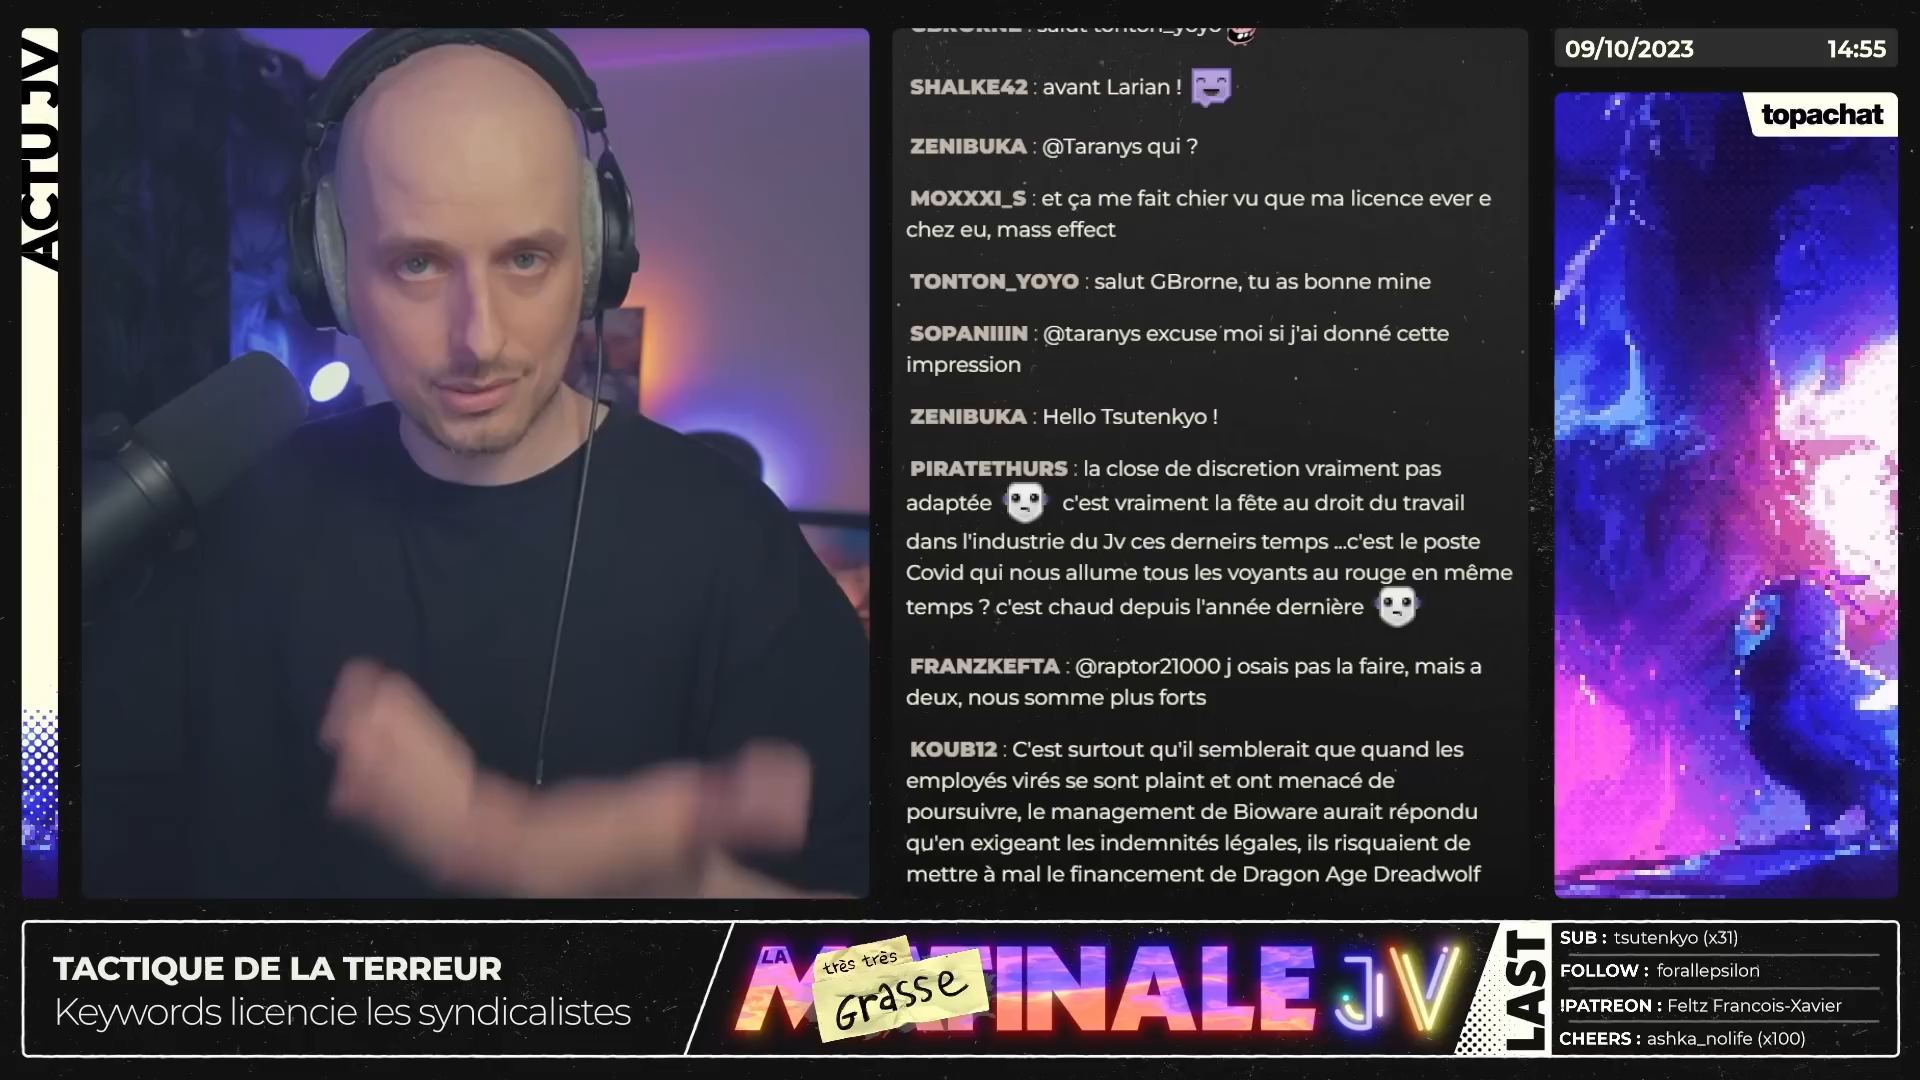 ACTU JV
GBRORNE : salut tonton_yoyo
SHALKE42 : avant Larian !
ZENIBUKA : @Taranys qui ?
MOXXXI_S : et ça me fait chier vu que ma licence ever e
chez eu, mass effect
TONTON_YOYO : salut GBrorne, tu as bonne mine
SOPANIIIN : @taranys excuse moi si j'ai donné cette
impression
ZENIBUKA : Hello Tsutenkyo !
PIRATETHURS : la close de discretion vraiment pas
adaptée c'est vraiment la fête au droit du travail
dans l'industrie du Jv ces derneirs temps ...c'est le poste
Covid qui nous allume tous les voyants au rouge en même
temps ? c'est chaud depuis l'année dernière
FRANZKEFTA : @raptor21000 j osais pas la faire, mais a
deux, nous somme plus forts
KOUB12 : C'est surtout qu'il semblerait que quand les
employés virés se sont plaint et ont menacé de
poursuivre, le management de Bioware aurait répondu
qu'en exigeant les indemnités légales, ils risquaient de
mettre à mal le financement de Dragon Age Dreadwolf
09/10/2023 14:55
topachat
TACTIQUE DE LA TERREUR
Keywords licencie les syndicalistes
LA MATINALE JV
très très
Grasse
LAST
SUB : tsutenkyo (x31)
FOLLOW : forallepsilon
!PATREON : Feltz Francois-Xavier
CHEERS : ashka_nolife (x100)